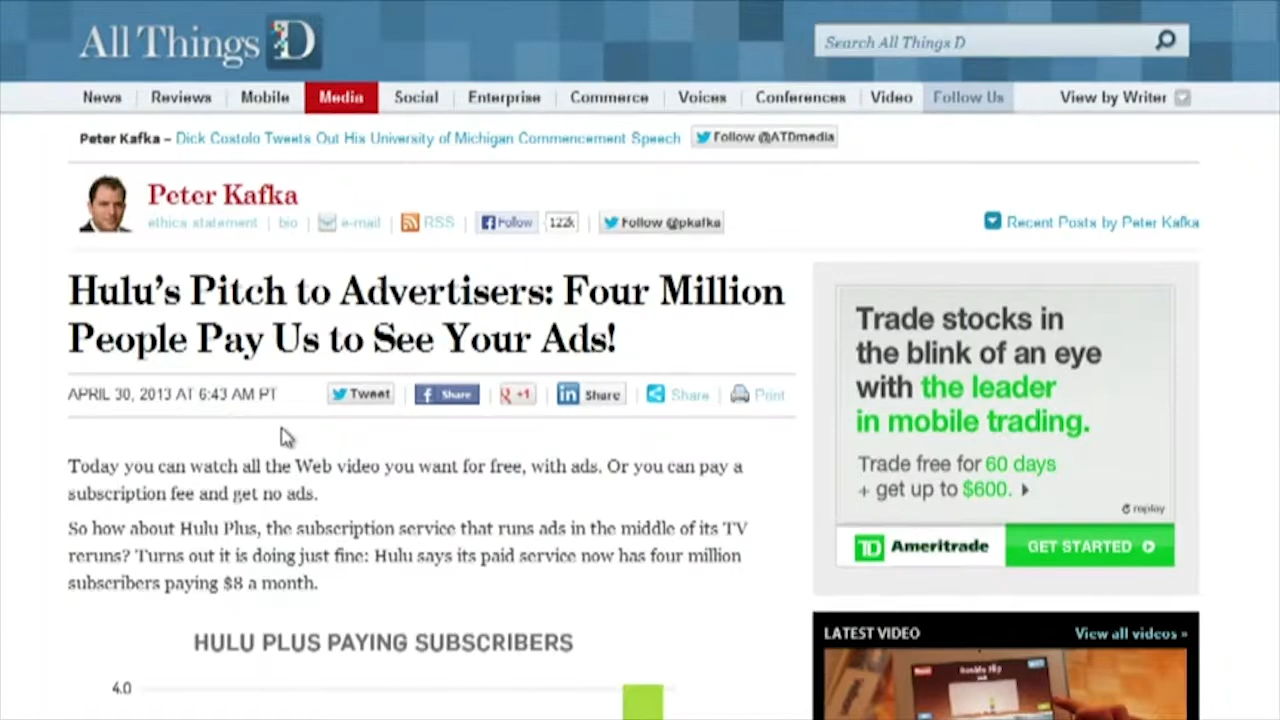 All Things D
Search All Things D
News Reviews Mobile Media Social Enterprise Commerce Voices Conferences Video Follow Us View by Writer
Peter Kafka – Dick Costolo Tweets Out His University of Michigan Commencement Speech Follow @ATDmedia
Peter Kafka
ethics statement | bio | e-mail | RSS | Follow 122k | Follow @pkafka
Recent Posts by Peter Kafka
Hulu's Pitch to Advertisers: Four Million
People Pay Us to See Your Ads!
APRIL 30, 2013 AT 6:43 AM PT Tweet | Share | +1 | Share | Share | Print
Today you can watch all the Web video you want for free, with ads. Or you can pay a
subscription fee and get no ads.
So how about Hulu Plus, the subscription service that runs ads in the middle of its TV
reruns? Turns out it is doing just fine: Hulu says its paid service now has four million
subscribers paying $8 a month.
HULU PLUS PAYING SUBSCRIBERS
4.0
Trade stocks in
the blink of an eye
with the leader
in mobile trading.
Trade free for 60 days
+ get up to $600.
replay
TD Ameritrade GET STARTED
LATEST VIDEO View all videos »